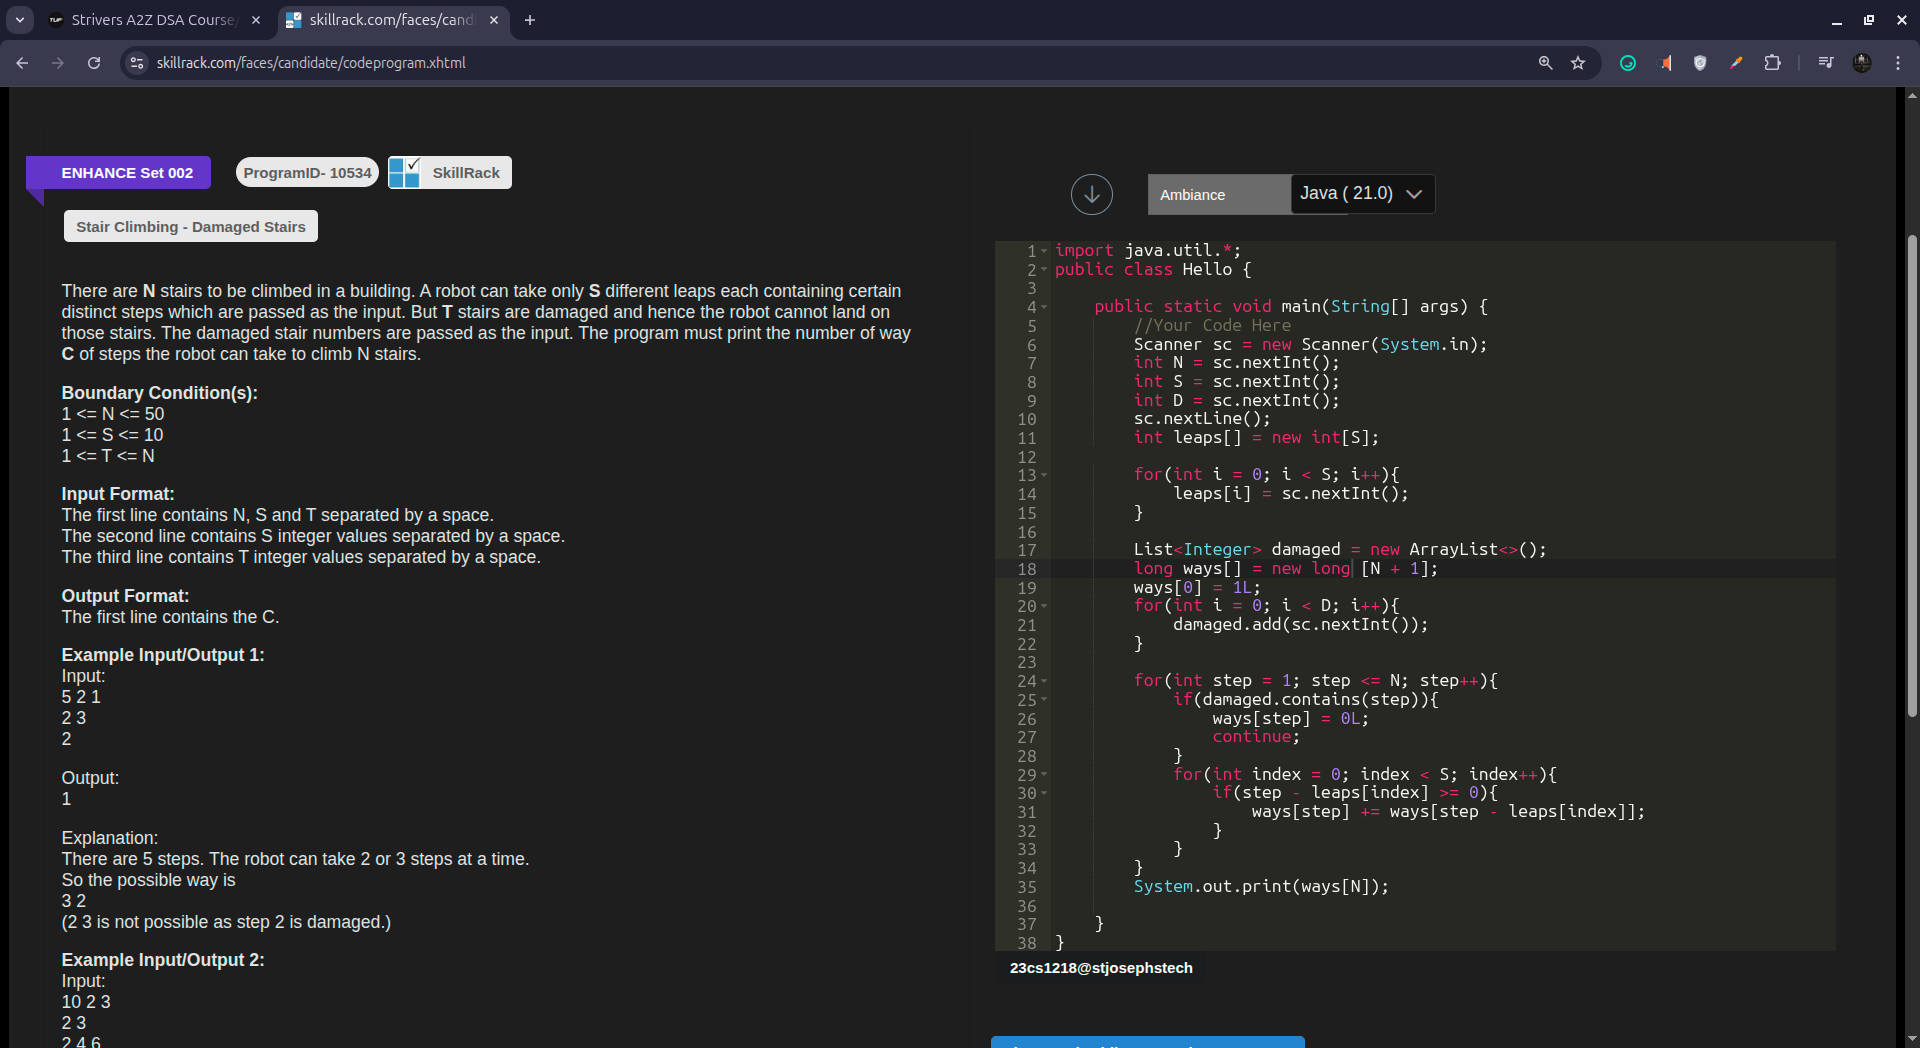 Strivers A2Z DSA Course
skillrack.com/faces/cand
skillrack.com/faces/candidate/codeprogram.xhtml
ENHANCE Set 002
ProgramID- 10534
SkillRack
Stair Climbing - Damaged Stairs
There are N stairs to be climbed in a building. A robot can take only S different leaps each containing certain
distinct steps which are passed as the input. But T stairs are damaged and hence the robot cannot land on
those stairs. The damaged stair numbers are passed as the input. The program must print the number of way
C of steps the robot can take to climb N stairs.
Boundary Condition(s):
1 <= N <= 50
1 <= S <= 10
1 <= T <= N
Input Format:
The first line contains N, S and T separated by a space.
The second line contains S integer values separated by a space.
The third line contains T integer values separated by a space.
Output Format:
The first line contains the C.
Example Input/Output 1:
Input:
5 2 1
2 3
2
Output:
1
Explanation:
There are 5 steps. The robot can take 2 or 3 steps at a time.
So the possible way is
3 2
(2 3 is not possible as step 2 is damaged.)
Example Input/Output 2:
Input:
10 2 3
2 3
2 4 6
Ambiance
Java ( 21.0)
1 import java.util.*;
2 public class Hello {
3
4 public static void main(String[] args) {
5 //Your Code Here
6 Scanner sc = new Scanner(System.in);
7 int N = sc.nextInt();
8 int S = sc.nextInt();
9 int D = sc.nextInt();
10 sc.nextLine();
11 int leaps[] = new int[S];
12
13 for(int i = 0; i < S; i++){
14 leaps[i] = sc.nextInt();
15 }
16
17 List<Integer> damaged = new ArrayList<>();
18 long ways[] = new long [N + 1];
19 ways[0] = 1L;
20 for(int i = 0; i < D; i++){
21 damaged.add(sc.nextInt());
22 }
23
24 for(int step = 1; step <= N; step++){
25 if(damaged.contains(step)){
26 ways[step] = 0L;
27 continue;
28 }
29 for(int index = 0; index < S; index++){
30 if(step - leaps[index] >= 0){
31 ways[step] += ways[step - leaps[index]];
32 }
33 }
34 }
35 System.out.print(ways[N]);
36
37 }
38 }
23cs1218@stjosephstech